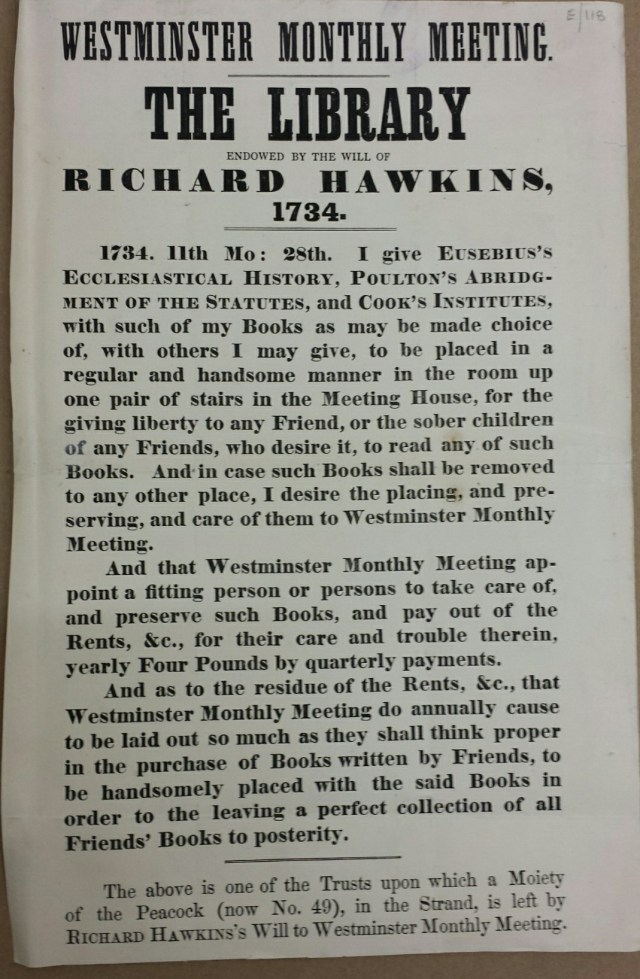 E/118
WESTMINSTER MONTHLY MEETING.
THE LIBRARY
ENDOWED BY THE WILL OF
RICHARD HAWKINS,
1734.
1734. 11th Mo: 28th. I give EUSEBIUS'S
ECCLESIASTICAL HISTORY, POULTON'S ABRIDG-
MENT OF THE STATUTES, and COOK'S INSTITUTES,
with such of my Books as may be made choice
of, with others I may give, to be placed in a
regular and handsome manner in the room up
one pair of stairs in the Meeting House, for the
giving liberty to any Friend, or the sober children
of any Friends, who desire it, to read any of such
Books. And in case such Books shall be removed
to any other place, I desire the placing, and pre-
serving, and care of them to Westminster Monthly
Meeting.
And that Westminster Monthly Meeting ap-
point a fitting person or persons to take care of,
and preserve such Books, and pay out of the
Rents, &c., for their care and trouble therein,
yearly Four Pounds by quarterly payments.
And as to the residue of the Rents, &c., that
Westminster Monthly Meeting do annually cause
to be laid out so much as they shall think proper
in the purchase of Books written by Friends, to
be handsomely placed with the said Books in
order to the leaving a perfect collection of all
Friends' Books to posterity.
The above is one of the Trusts upon which a Moiety
of the Peacock (now No. 49), in the Strand, is left by
RICHARD HAWKINS'S Will to Westminster Monthly Meeting.